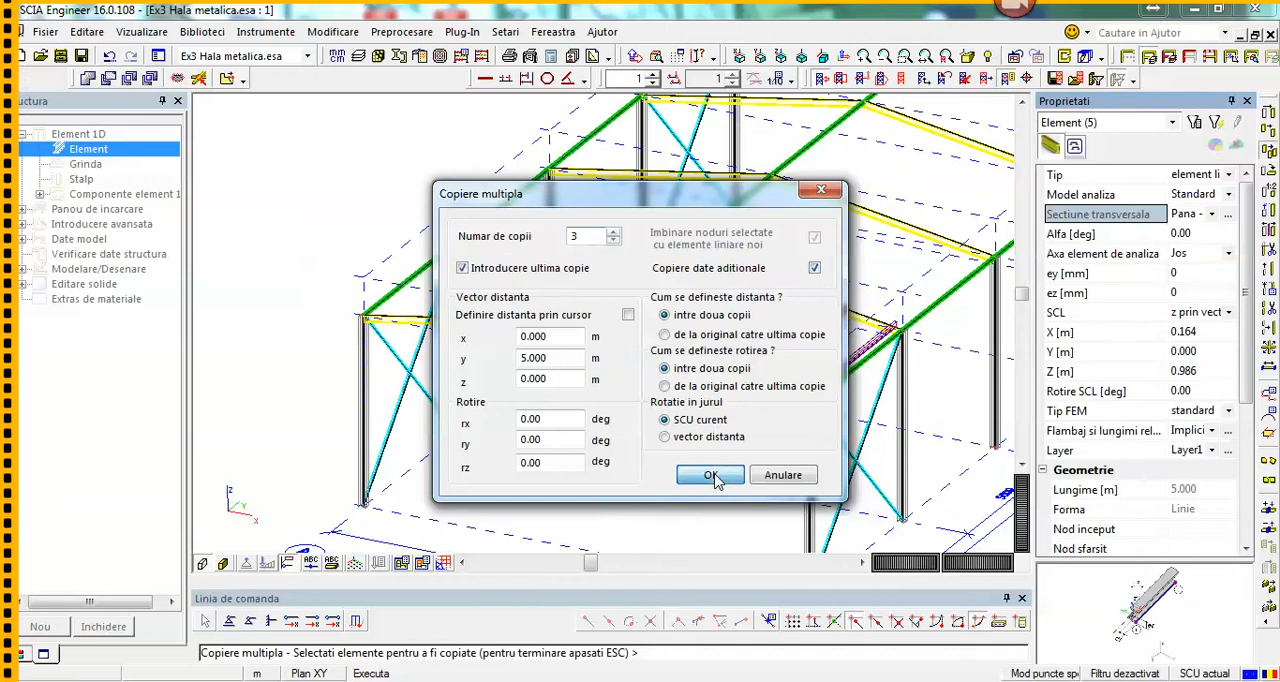 SCIA Engineer 16.0.108 - [Ex3 Hala metalica.esa : 1]
Fisier Editare Vizualizare Biblioteci Instrumente Modificare Proceselor Plug-In Setari Fereastra Ajutor
Cautare in Ajutor
Ex3 Hala metalica.esa
1 1
uctura
Element 1D
Element
Grinda
Stalp
Componente element 1
Panou de incarcare
Introducere avansata
Date model
Verificare date structura
Modelare/Desenare
Editare solide
Extras de materiale
Nou Inchidere
Copiere multipla
Numar de copii 3
Imbinare noduri selectate
cu elemente liniare noi
Introducere ultima copie
Copiere date aditionale
Vector distanta
Definire distanta prin cursor
x 0.000 m
y 5.000 m
z 0.000 m
Rotire
rx 0.00 deg
ry 0.00 deg
rz 0.00 deg
Cum se defineste distanta ?
intre doua copii
de la original catre ultima copie
Cum se defineste rotirea ?
intre doua copii
de la original catre ultima copie
Rotatie in jurul
SCU curent
vector distanta
OK Anulare
z y x
Proprietati
Element (5)
Tip element li
Model analiza Standard
Sectiune transversala Pana - ...
Alfa [deg] 0.00
Axa element de analiza Jos
ey [mm] 0
ez [mm] 0
SCL z prin vect
X [m] 0.164
Y [m] 0.000
Z [m] 0.986
Rotire SCL [deg] 0.00
Tip FEM standard
Flambaj si lungimi rel... Implici ...
Layer Layer1 ...
Geometrie
Lungime [m] 5.000
Forma Linie
Nod inceput
Nod sfarsit
Linia de comanda
Copiere multipla - Selectati elemente pentru a fi copiate (pentru terminare apasati ESC) >
m Plan XY Executa Mod puncte sp Filtru dezactivat SCU actual